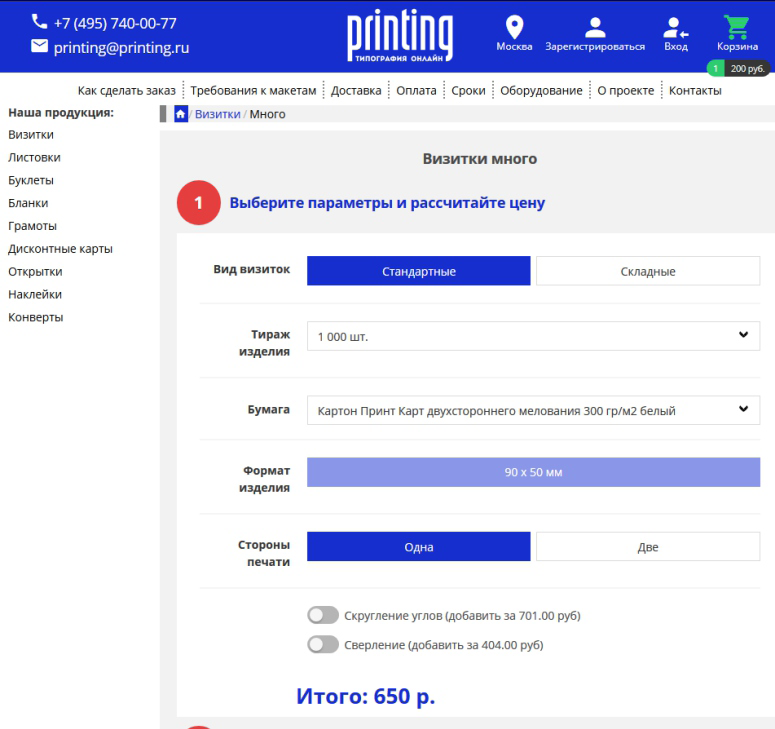 +7 (495) 740-00-77
printing@printing.ru
printing
ТИПОГРАФИЯ ОНЛАЙН
Москва
Зарегистрироваться
Вход
Корзина
1 200 руб.
Как сделать заказ
Требования к макетам
Доставка
Оплата
Сроки
Оборудование
О проекте
Контакты
Наша продукция:
Визитки
Листовки
Буклеты
Бланки
Грамоты
Дисконтные карты
Открытки
Наклейки
Конверты
/ Визитки / Много
Визитки много
1 Выберите параметры и рассчитайте цену
Вид визиток
Стандартные
Складные
Тираж
изделия
1 000 шт.
Бумага
Картон Принт Карт двухстороннего мелования 300 гр/м2 белый
Формат
изделия
90 x 50 мм
Стороны
печати
Одна
Две
Скругление углов (добавить за 701.00 руб)
Сверление (добавить за 404.00 руб)
Итого: 650 р.